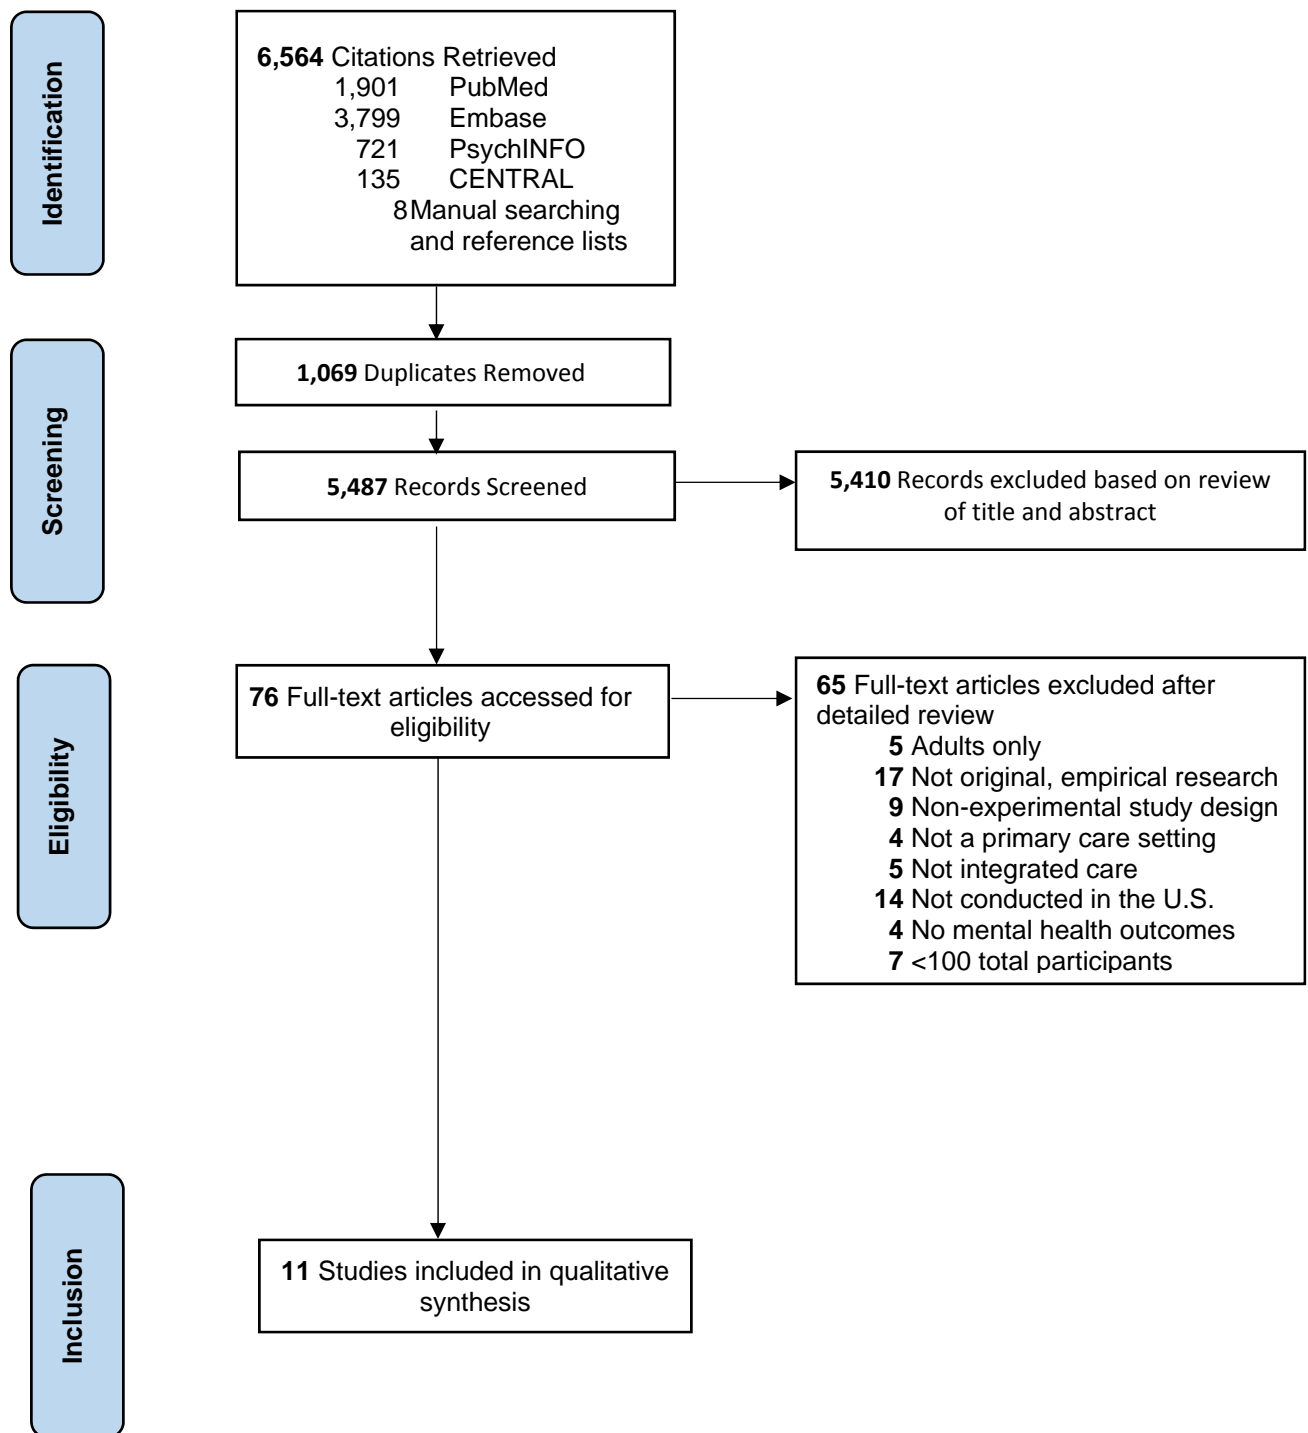 Identification
6,564 Citations Retrieved
1,901 PubMed
3,799 Embase
721 PsychINFO
135 CENTRAL
8 Manual searching
and reference lists
Screening
1,069 Duplicates Removed
5,487 Records Screened
5,410 Records excluded based on review
of title and abstract
Eligibility
76 Full-text articles accessed for
eligibility
65 Full-text articles excluded after
detailed review
5 Adults only
17 Not original, empirical research
9 Non-experimental study design
4 Not a primary care setting
5 Not integrated care
14 Not conducted in the U.S.
4 No mental health outcomes
7 <100 total participants
Inclusion
11 Studies included in qualitative
synthesis